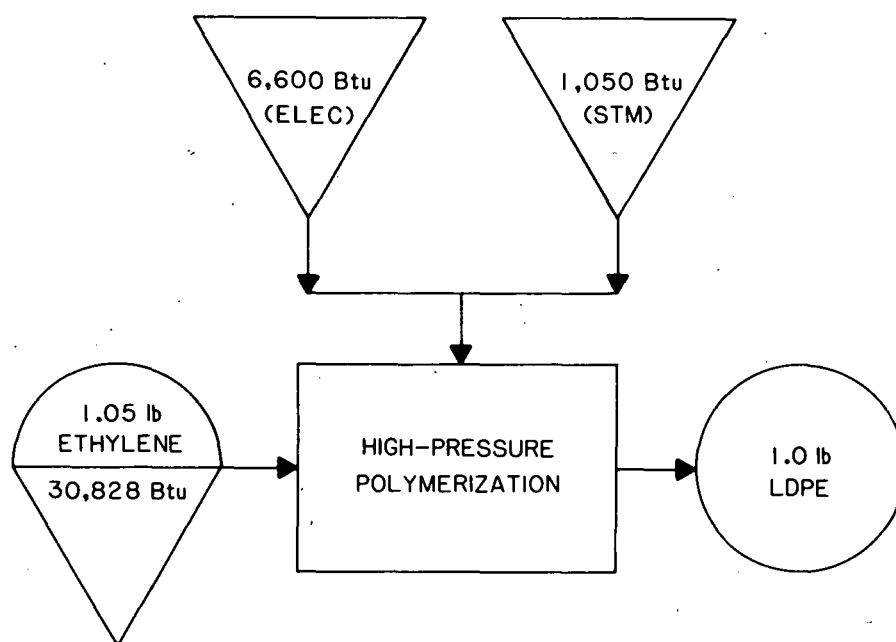 6,600 Btu
(ELEC)
1,050 Btu
(STM)
1.05 lb
ETHYLENE
30,828 Btu
HIGH-PRESSURE
POLYMERIZATION
1.0 lb
LDPE